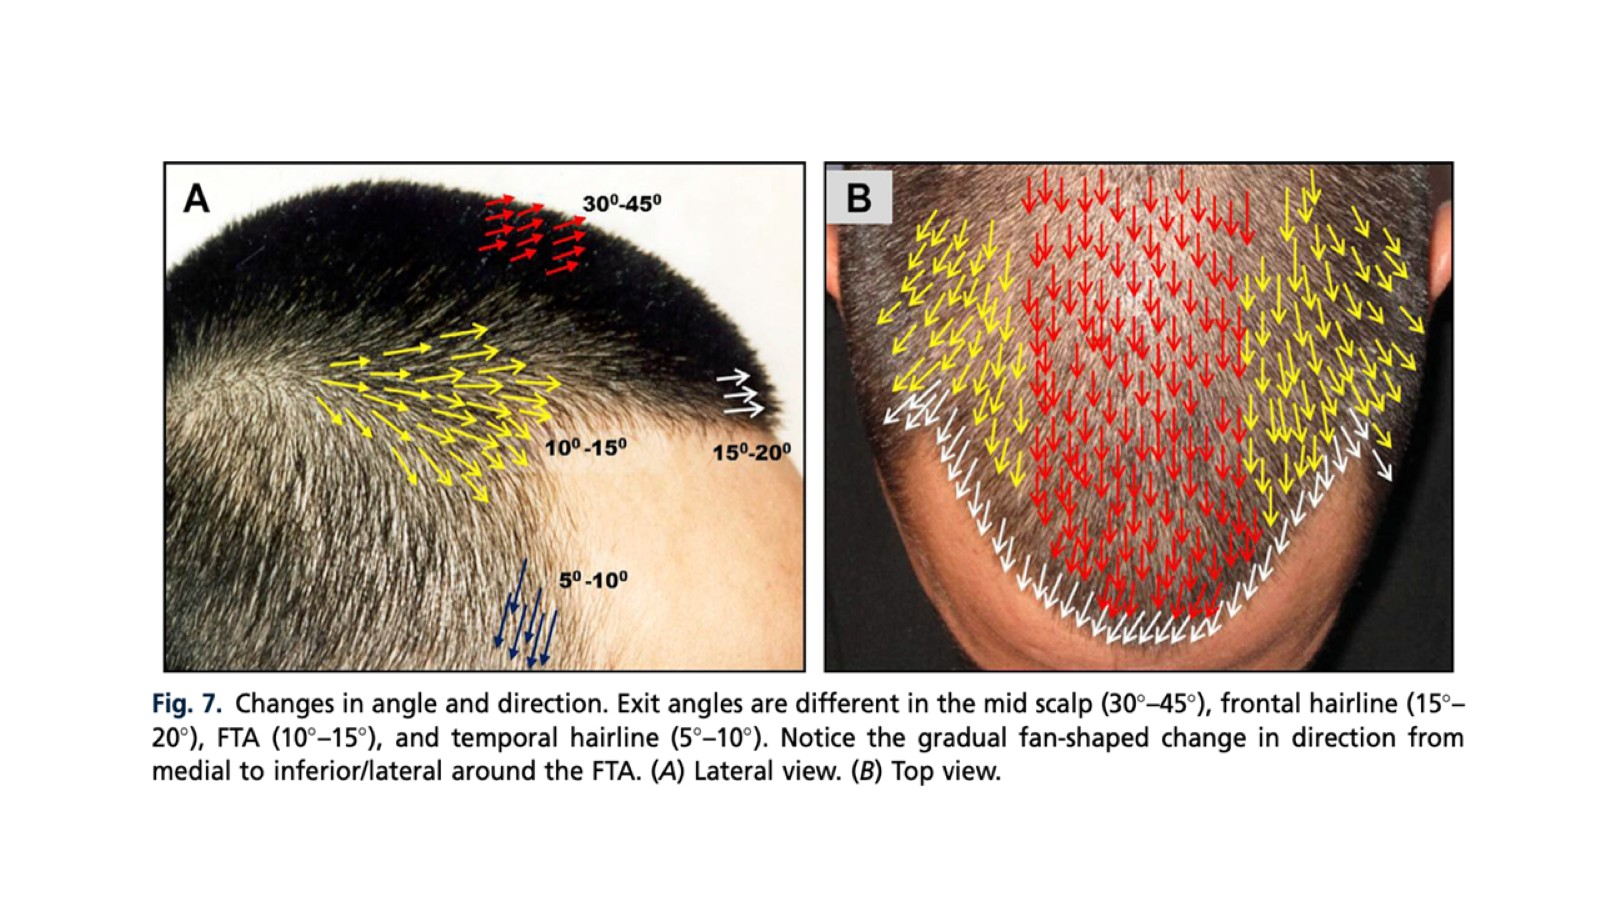 A
30⁰-45⁰
10⁰-15⁰
15⁰-20⁰
5⁰-10⁰
B
Fig. 7. Changes in angle and direction. Exit angles are different in the mid scalp (30°–45°), frontal hairline (15°–
20°), FTA (10°–15°), and temporal hairline (5°–10°). Notice the gradual fan-shaped change in direction from
medial to inferior/lateral around the FTA. (A) Lateral view. (B) Top view.